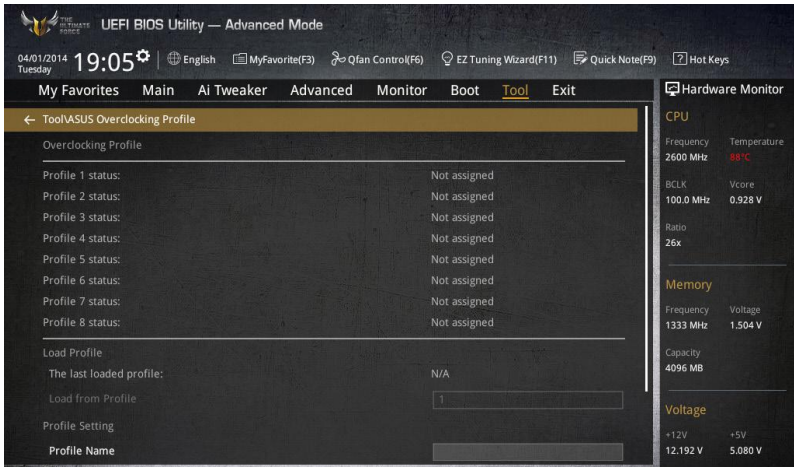 THE ULTIMATE FORCE
UEFI BIOS Utility — Advanced Mode
04/01/2014
Tuesday
19:05
English
MyFavorite(F3)
Qfan Control(F6)
EZ Tuning Wizard(F11)
Quick Note(F9)
? Hot Keys
My Favorites
Main
Ai Tweaker
Advanced
Monitor
Boot
Tool
Exit
Hardware Monitor
← Tool\ASUS Overclocking Profile
Overclocking Profile
Profile 1 status: Not assigned
Profile 2 status: Not assigned
Profile 3 status: Not assigned
Profile 4 status: Not assigned
Profile 5 status: Not assigned
Profile 6 status: Not assigned
Profile 7 status: Not assigned
Profile 8 status: Not assigned
Load Profile
The last loaded profile: N/A
Load from Profile 1
Profile Setting
Profile Name
CPU
Frequency Temperature
2600 MHz 88°C
BCLK Vcore
100.0 MHz 0.928 V
Ratio
26x
Memory
Frequency Voltage
1333 MHz 1.504 V
Capacity
4096 MB
Voltage
+12V +5V
12.192 V 5.080 V